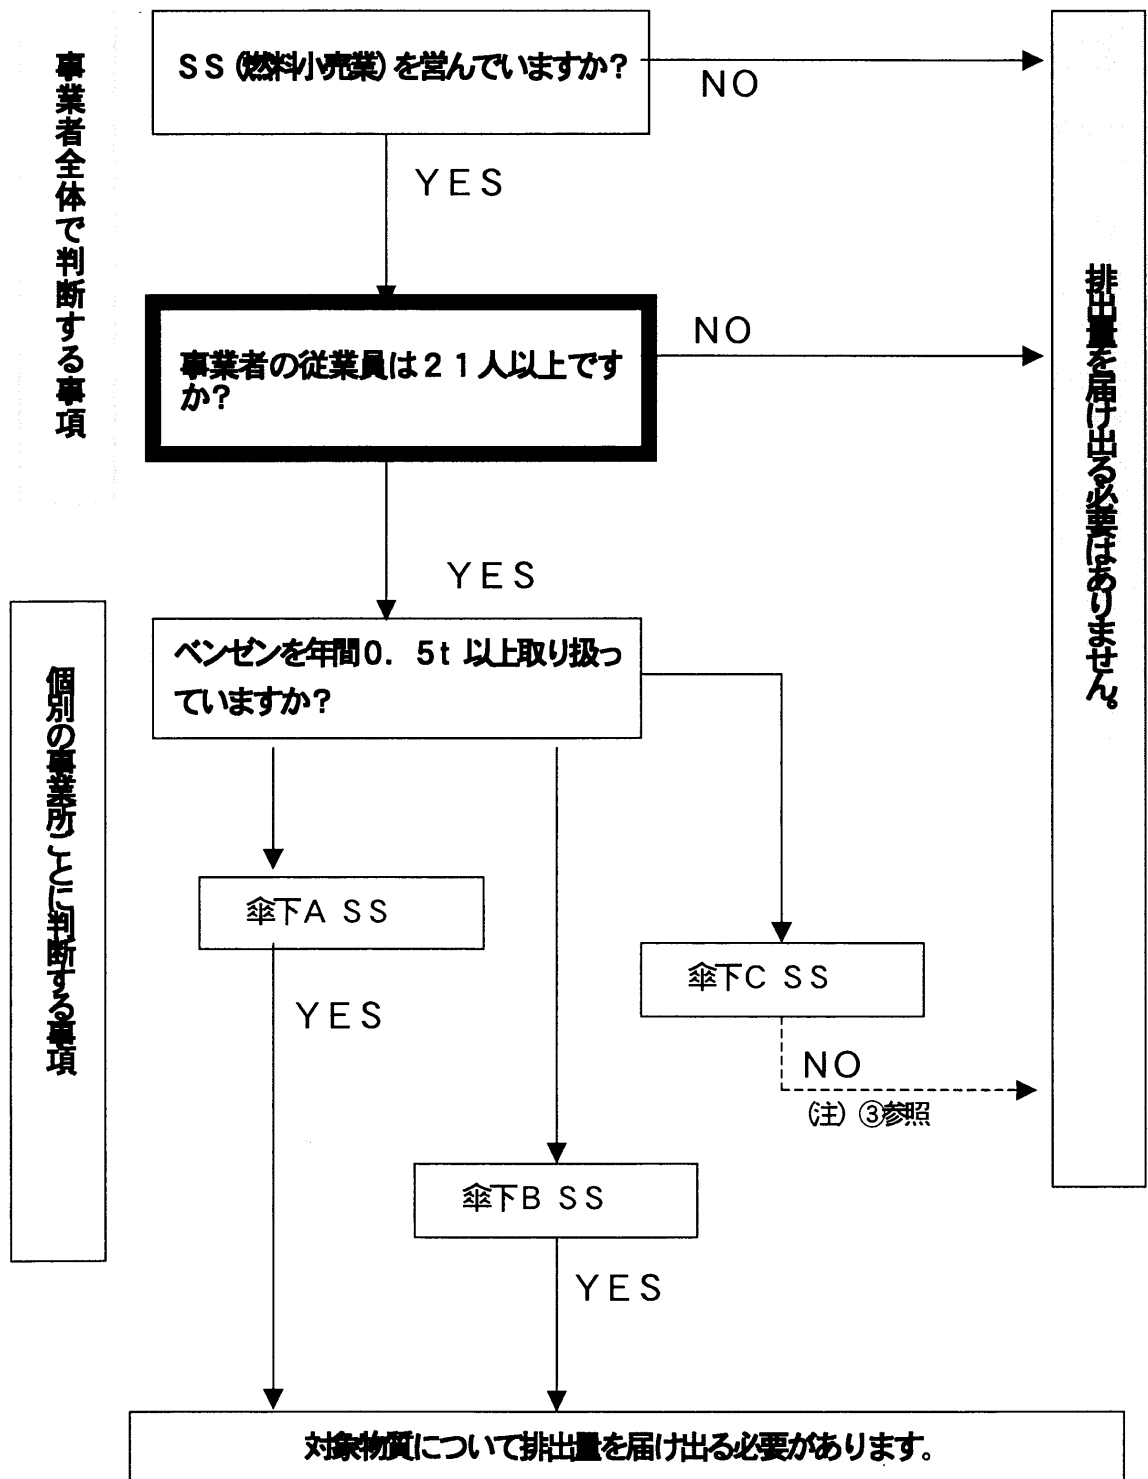 事業者全体で判断する事項
SS(燃料小売業)を営んでいますか?
NO
YES
事業者の従業員は21人以上です
か?
NO
YES
排出量を届け出る必要はありません。
個別の事業所ごとに判断する事項
ベンゼンを年間0.5t以上取り扱っ
ていますか?
傘下A SS
YES
傘下C SS
NO
(注)③参照
傘下B SS
YES
対象物質について排出量を届け出る必要があります。